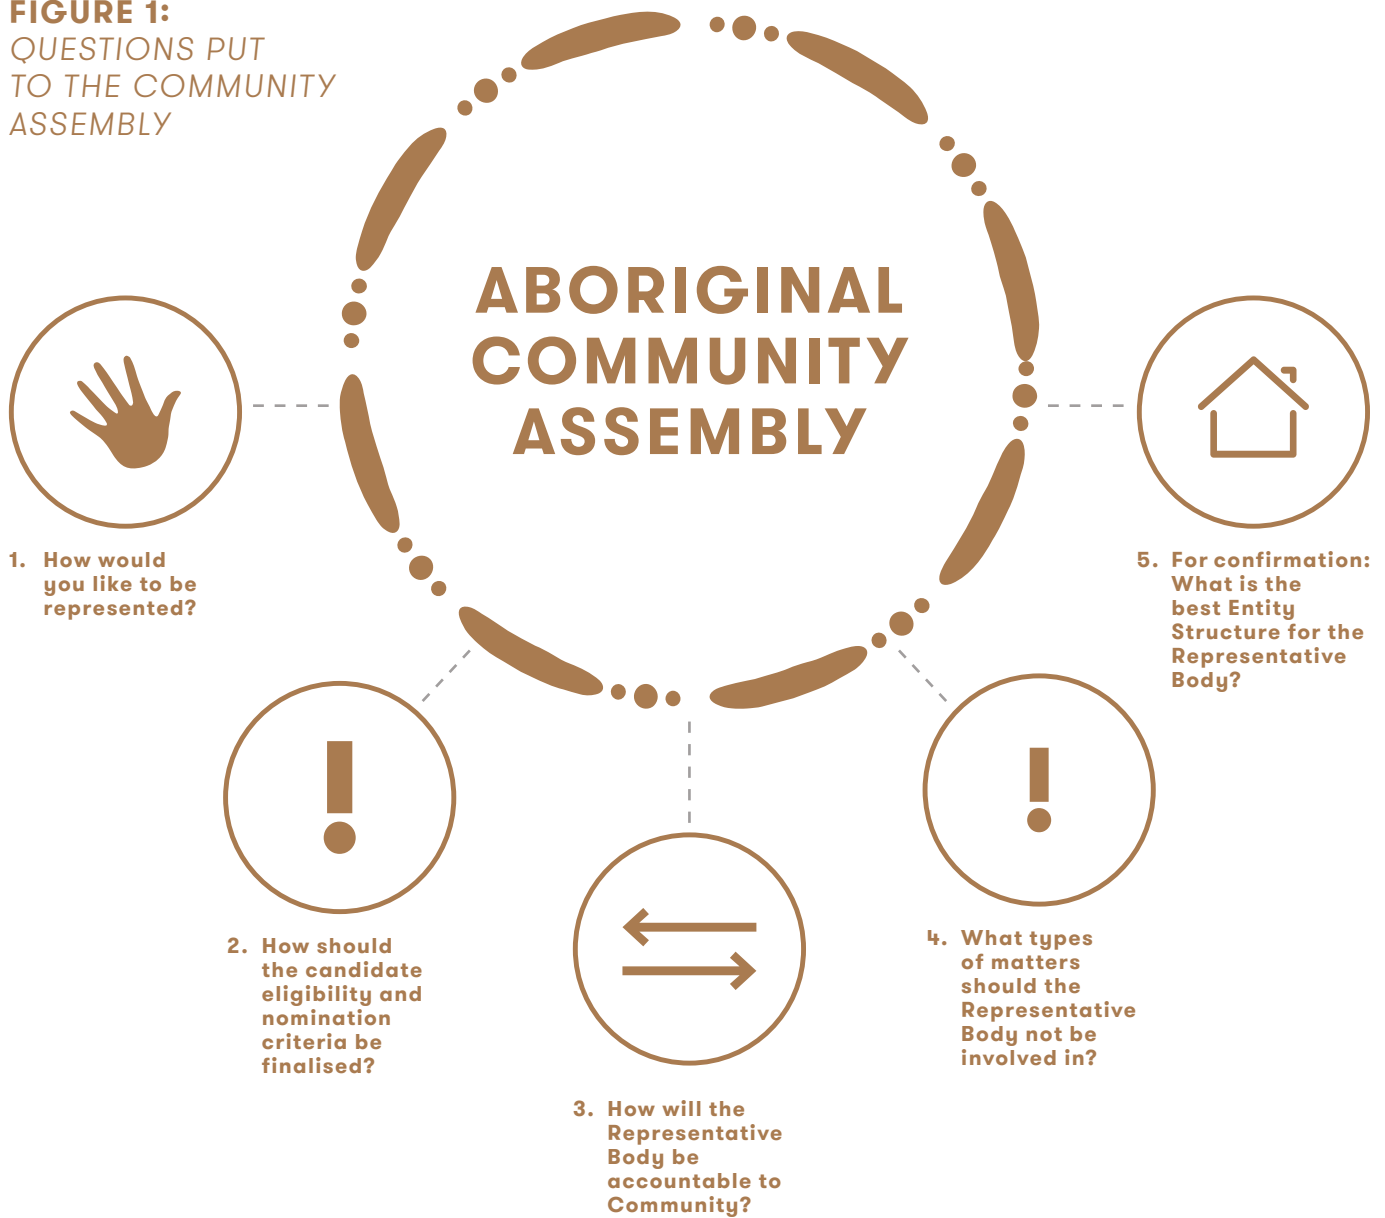 FIGURE 1:
QUESTIONS PUT
TO THE COMMUNITY
ASSEMBLY
ABORIGINAL
COMMUNITY
ASSEMBLY
1. How would
you like to be
represented?
2. How should
the candidate
eligibility and
nomination
criteria be
finalised?
3. How will the
Representative
Body be
accountable to
Community?
4. What types
of matters
should the
Representative
Body not be
involved in?
5. For confirmation:
What is the
best Entity
Structure for the
Representative
Body?